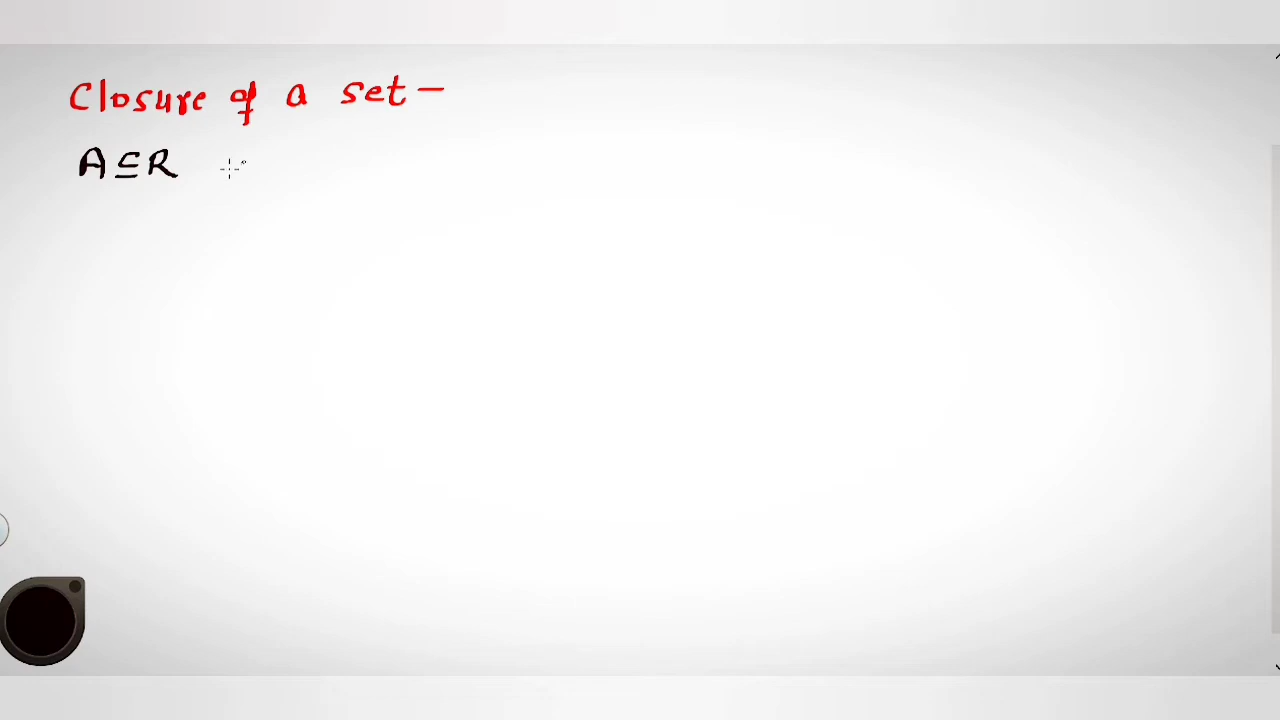 Closure of a set -
A ⊆ R